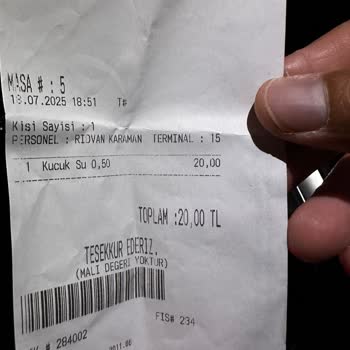 MASA # : 5
18.07.2025 18:51 T#
Kisi Sayisi : 1
PERSONEL : RIDVAN KARAMAN TERMINAL : 15
1 Kucuk Su 0,50 20,00
TOPLAM :20,00 TL
TESEKKUR EDERIZ.
(MALI DEGERI YOKTUR)
FIS# 234
# 284002